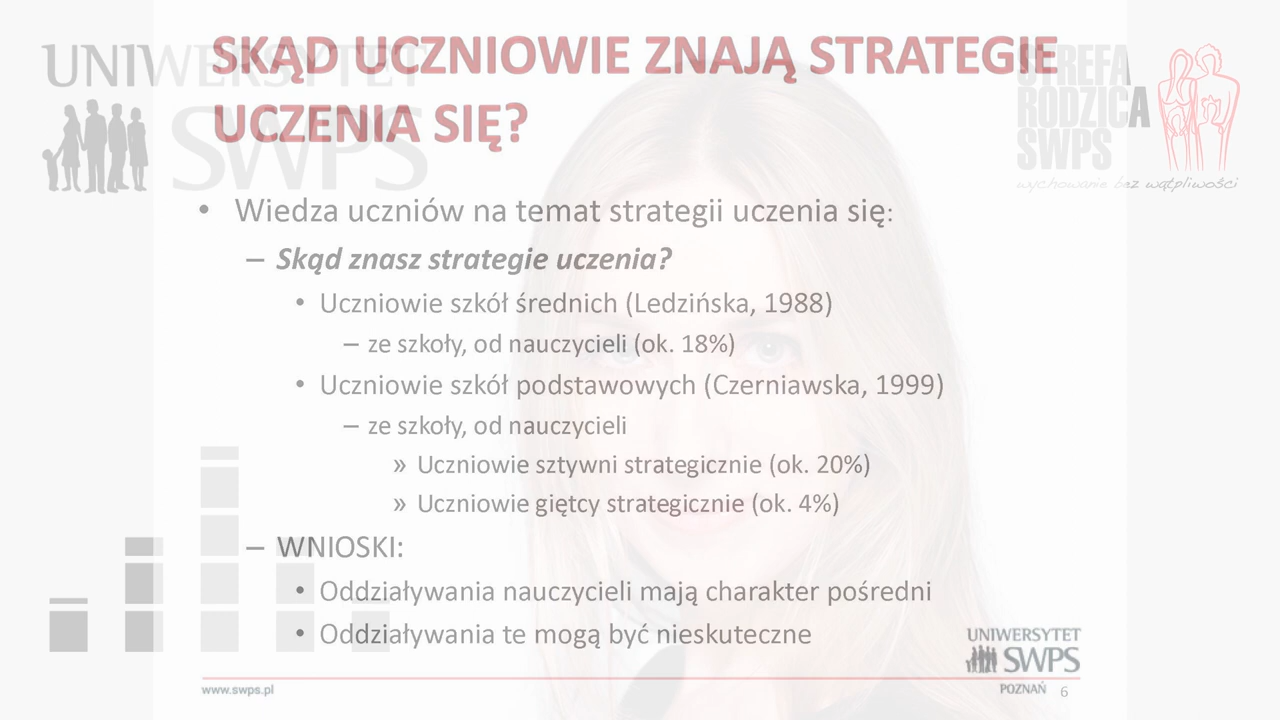 SKĄD UCZNIOWIE ZNAJĄ STRATEGIE
UCZENIA SIĘ?
UNIWERSYTET
SWPS
STREFA
RODZICA
SWPS
wychowanie bez wątpliwości
• Wiedza uczniów na temat strategii uczenia się:
– Skąd znasz strategie uczenia?
• Uczniowie szkół średnich (Ledzińska, 1988)
– ze szkoły, od nauczycieli (ok. 18%)
• Uczniowie szkół podstawowych (Czerniawska, 1999)
– ze szkoły, od nauczycieli
» Uczniowie sztywni strategicznie (ok. 20%)
» Uczniowie giętcy strategicznie (ok. 4%)
– WNIOSKI:
• Oddziaływania nauczycieli mają charakter pośredni
• Oddziaływania te mogą być nieskuteczne
UNIWERSYTET
SWPS
POZNAŃ
www.swps.pl
6